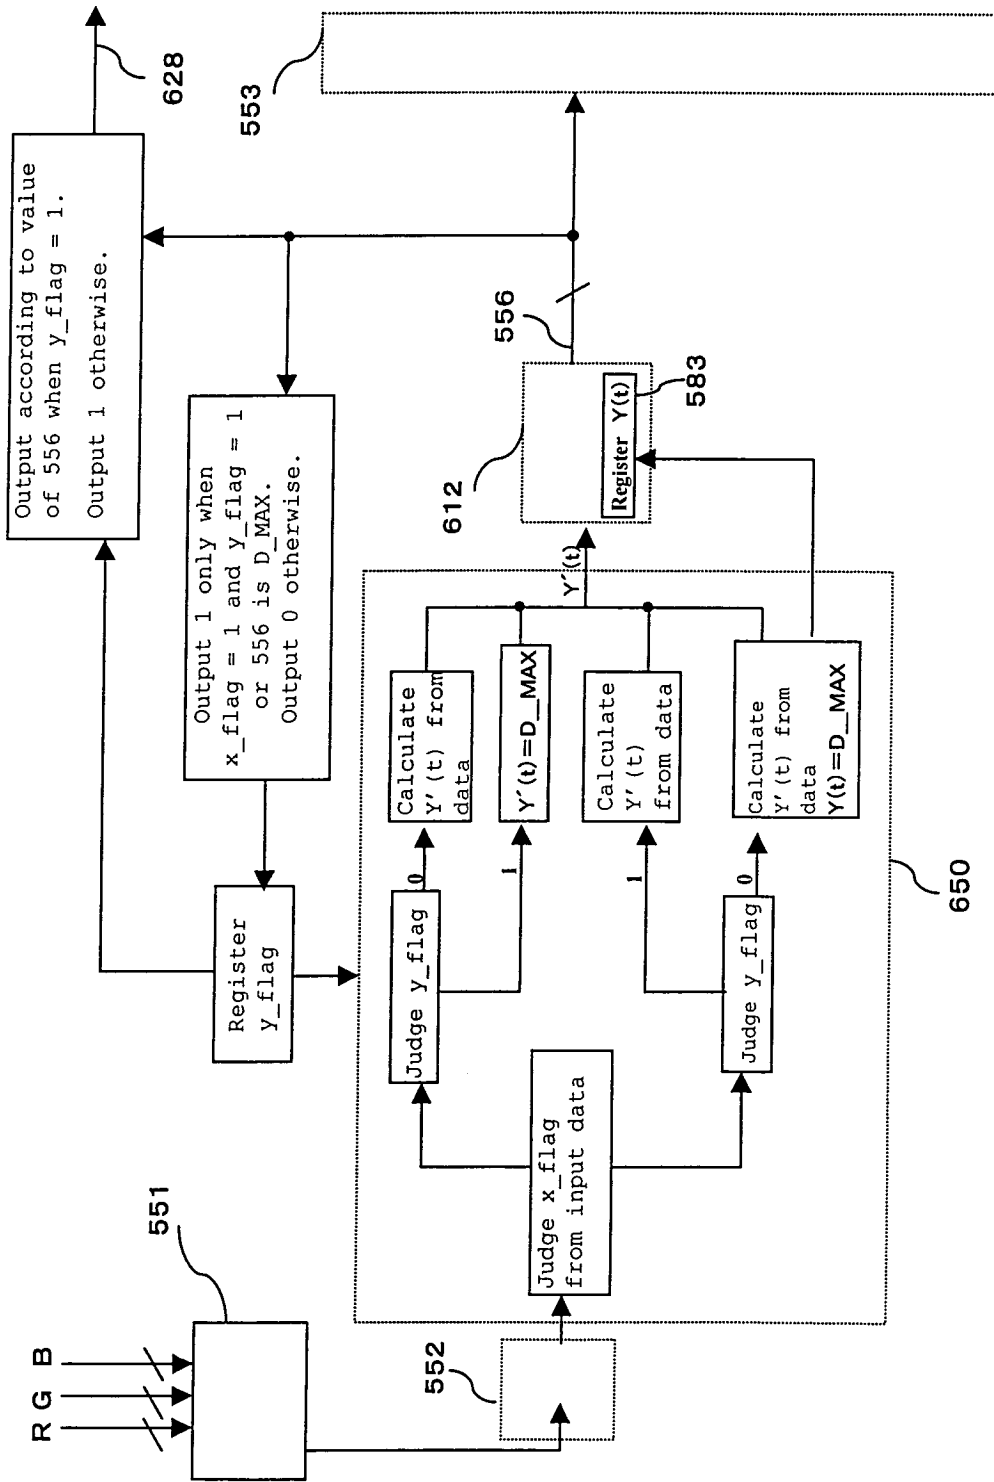 R G B
551
552
Judge x_flag
from input data
Judge y_flag
0
1
Judge y_flag
1
0
Calculate
Y'(t) from
data
Y´(t)=D_MAX
Calculate
Y'(t)
from data
Calculate
Y'(t) from
data
Y(t)=D_MAX
650
Y´(t)
612
Register Y(t)
583
556
553
Register
y_flag
Output 1 only when
x_flag = 1 and y_flag = 1
or 556 is D_MAX.
Output 0 otherwise.
Output according to value
of 556 when y_flag = 1.
Output 1 otherwise.
628